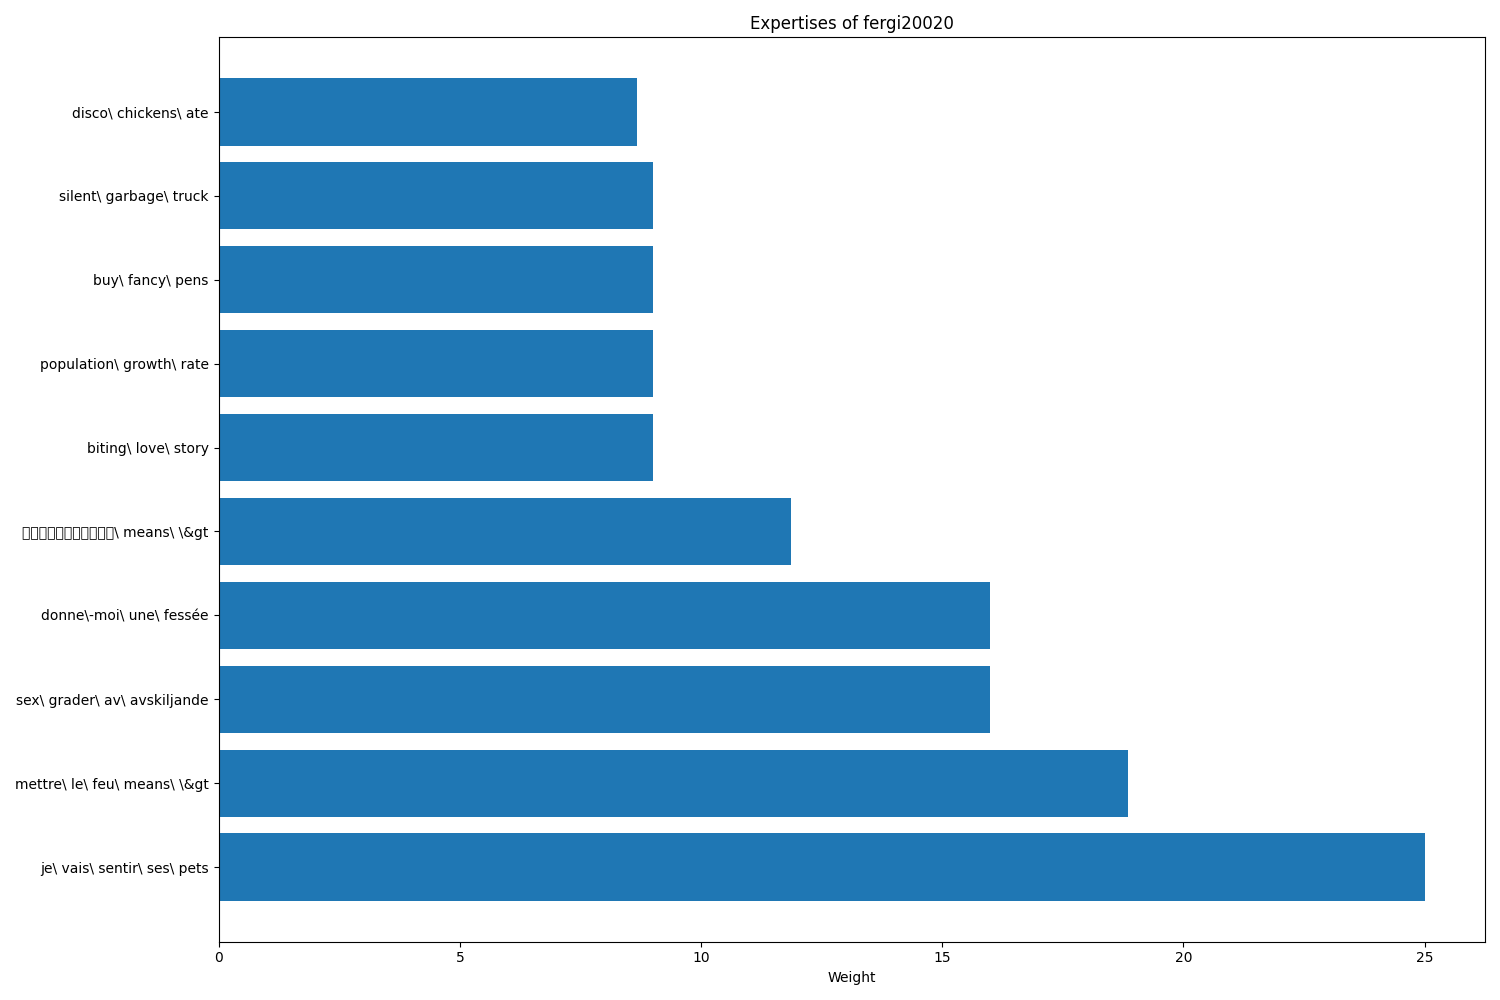 Expertises of fergi20020
disco\ chickens\ ate
silent\ garbage\ truck
buy\ fancy\ pens
population\ growth\ rate
biting\ love\ story
\ means\ \&gt
donne\-moi\ une\ fessée
sex\ grader\ av\ avskiljande
mettre\ le\ feu\ means\ \&gt
je\ vais\ sentir\ ses\ pets
0 5 10 15 20 25
Weight